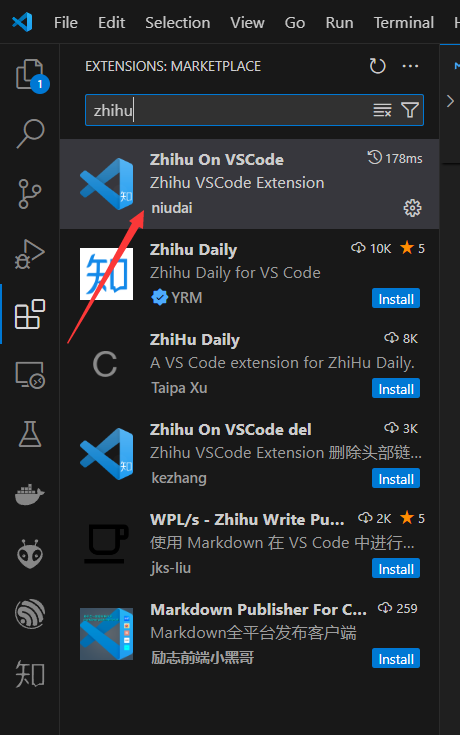 File Edit Selection View Go Run Terminal
EXTENSIONS: MARKETPLACE
1
zhihu
Zhihu On VSCode 178ms
Zhihu VSCode Extension
niudai
知
Zhihu Daily 10K 5
Zhihu Daily for VS Code
YRM Install
知
ZhiHu Daily 8K
A VS Code extension for ZhiHu Daily.
Taipa Xu Install
C
Zhihu On VSCode del 3K
Zhihu VSCode Extension 删除头部链...
kezhang Install
知
WPL/s - Zhihu Write Pu... 2K 5
使用 Markdown 在 VS Code 中进行...
jks-liu Install
Markdown Publisher For C... 259
Markdown全平台发布客户端
励志前端小黑哥 Install
知